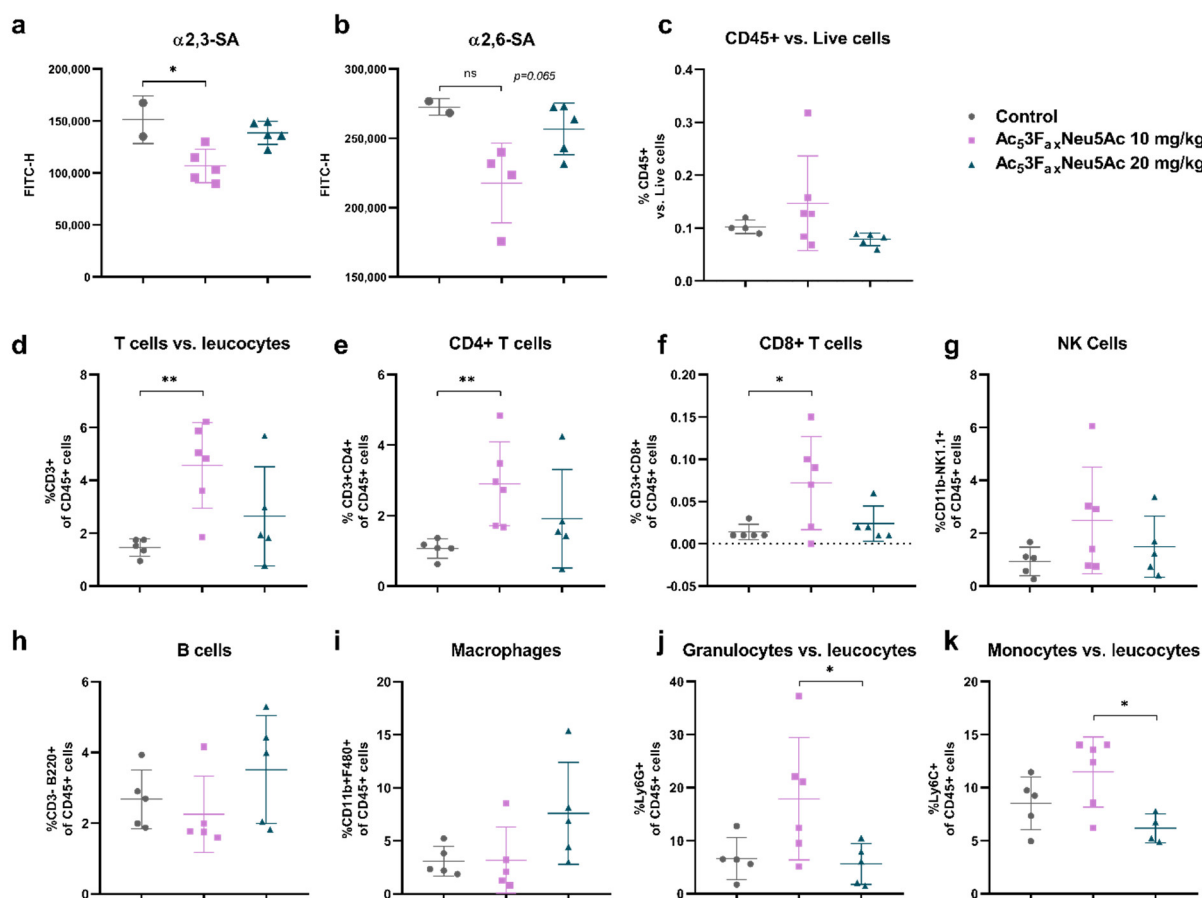 a
α2,3-SA
*
200,000
150,000
100,000
50,000
0
FITC-H
b
α2,6-SA
ns
p=0.065
300,000
250,000
200,000
150,000
FITC-H
c
CD45+ vs. Live cells
0.4
0.3
0.2
0.1
0.0
% CD45+
vs. Live cells
Control
Ac₅3FₐₓNeu5Ac 10 mg/kg
Ac₅3FₐₓNeu5Ac 20 mg/kg
d
T cells vs. leucocytes
**
8
6
4
2
0
%CD3+
of CD45+ cells
e
CD4+ T cells
**
6
4
2
0
% CD3+CD4+
of CD45+ cells
f
CD8+ T cells
*
0.20
0.15
0.10
0.05
0.00
-0.05
% CD3+CD8+
of CD45+ cells
g
NK Cells
8
6
4
2
0
%CD11b-NK1.1+
of CD45+ cells
h
B cells
6
4
2
0
%CD3- B220+
of CD45+ cells
i
Macrophages
20
15
10
5
0
%CD11b+F480+
of CD45+ cells
j
Granulocytes vs. leucocytes
*
40
30
20
10
0
%Ly6G+
of CD45+ cells
k
Monocytes vs. leucocytes
*
20
15
10
5
0
%Ly6C+
of CD45+ cells